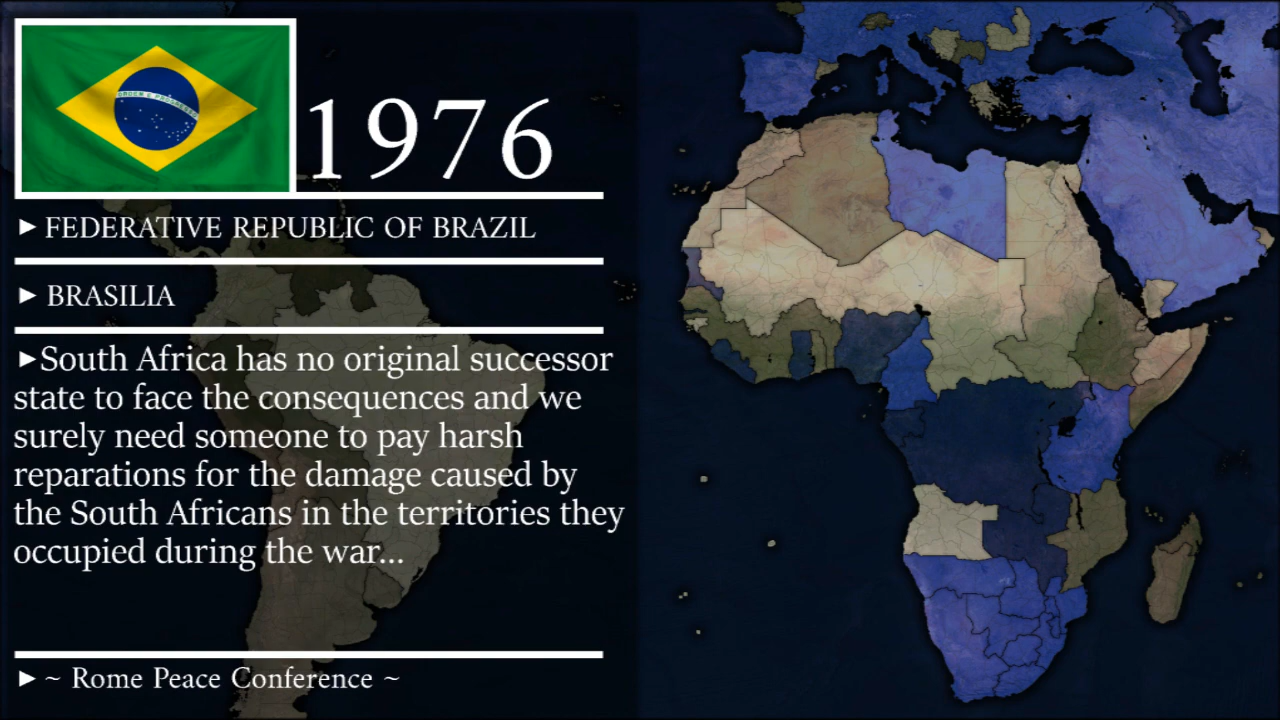 ORDEM E PROGRESSO
1976
►FEDERATIVE REPUBLIC OF BRAZIL
► BRASILIA
►South Africa has no original successor
state to face the consequences and we
surely need someone to pay harsh
reparations for the damage caused by
the South Africans in the territories they
occupied during the war...
►~ Rome Peace Conference ~